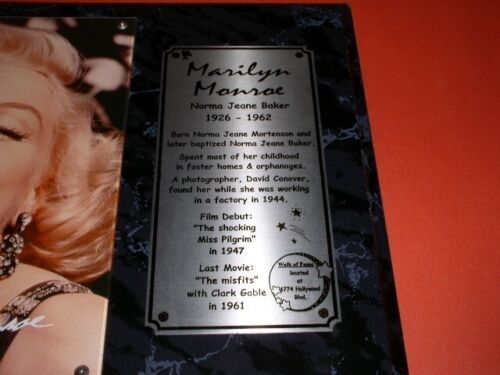 Marilyn
Monroe
Norma Jeane Baker
1926 - 1962
Born Norma Jeane Mortenson and
later baptized Norma Jeane Baker.
Spent most of her childhood
in foster homes & orphanages.
A photographer, David Conover,
found her while she was working
in a factory in 1944.
Film Debut:
"The shocking
Miss Pilgrim"
in 1947
Last Movie:
"The misfits"
with Clark Gable
in 1961
Walk of Fame
located
at
6774 Hollywood
Blvd.